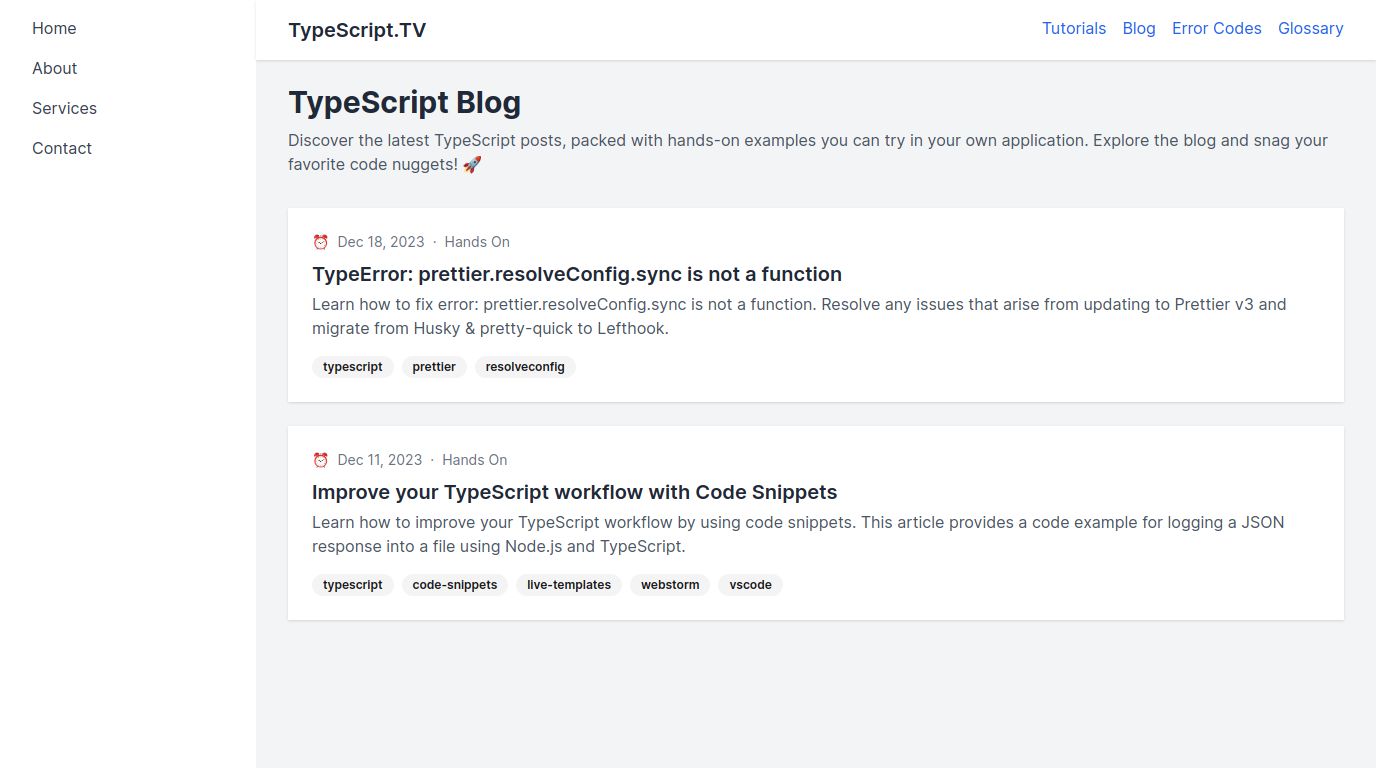 Home
About
Services
Contact
TypeScript.TV
Tutorials Blog Error Codes Glossary
TypeScript Blog
Discover the latest TypeScript posts, packed with hands-on examples you can try in your own application. Explore the blog and snag your
favorite code nuggets! 🚀
⏰ Dec 18, 2023 · Hands On
TypeError: prettier.resolveConfig.sync is not a function
Learn how to fix error: prettier.resolveConfig.sync is not a function. Resolve any issues that arise from updating to Prettier v3 and
migrate from Husky & pretty-quick to Lefthook.
typescript prettier resolveconfig
⏰ Dec 11, 2023 · Hands On
Improve your TypeScript workflow with Code Snippets
Learn how to improve your TypeScript workflow by using code snippets. This article provides a code example for logging a JSON
response into a file using Node.js and TypeScript.
typescript code-snippets live-templates webstorm vscode